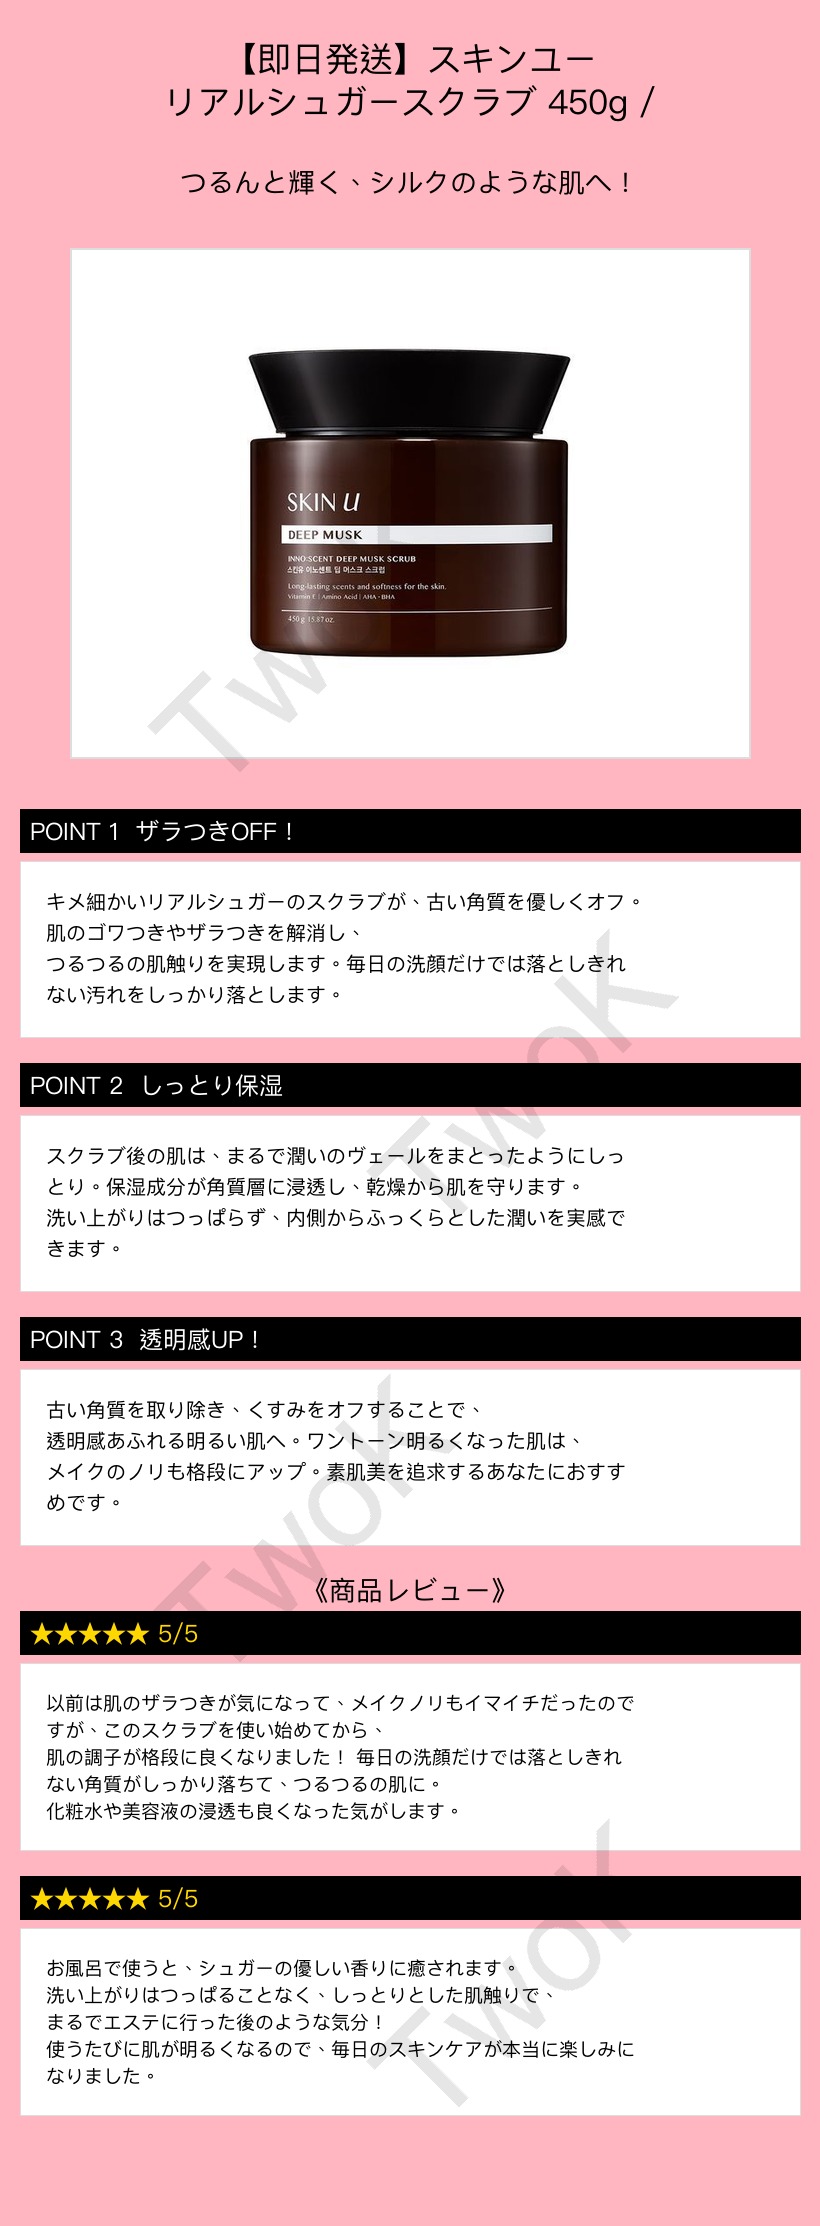 【即日発送】スキンユー
リアルシュガースクラブ 450g /
つるんと輝く、シルクのような肌へ！
SKIN U
DEEP MUSK
INNO:SCENT DEEP MUSK SCRUB
스킨유 이노센트 딥 머스크 스크럽
Long-lasting scents and softness for the skin.
Vitamin E | Amino Acid | AHA · BHA
450 g 15.87 oz.
TwoK
POINT 1 ザラつきOFF！
キメ細かいリアルシュガーのスクラブが、古い角質を優しくオフ。
肌のゴワつきやザラつきを解消し、
つるつるの肌触りを実現します。毎日の洗顔だけでは落としきれ
ない汚れをしっかり落とします。
TwoK
POINT 2 しっとり保湿
スクラブ後の肌は、まるで潤いのヴェールをまとったようにしっ
とり。保湿成分が角質層に浸透し、乾燥から肌を守ります。
洗い上がりはつっぱらず、内側からふっくらとした潤いを実感で
きます。
POINT 3 透明感UP！
古い角質を取り除き、くすみをオフすることで、
透明感あふれる明るい肌へ。ワントーン明るくなった肌は、
メイクのノリも格段にアップ。素肌美を追求するあなたにおすす
めです。
TwoK
《商品レビュー》
★★★★★ 5/5
以前は肌のザラつきが気になって、メイクノリもイマイチだったので
すが、このスクラブを使い始めてから、
肌の調子が格段に良くなりました！ 毎日の洗顔だけでは落としきれ
ない角質がしっかり落ちて、つるつるの肌に。
化粧水や美容液の浸透も良くなった気がします。
★★★★★ 5/5
お風呂で使うと、シュガーの優しい香りに癒されます。
洗い上がりはつっぱることなく、しっとりとした肌触りで、
まるでエステに行った後のような気分！
使うたびに肌が明るくなるので、毎日のスキンケアが本当に楽しみに
なりました。
TwoK